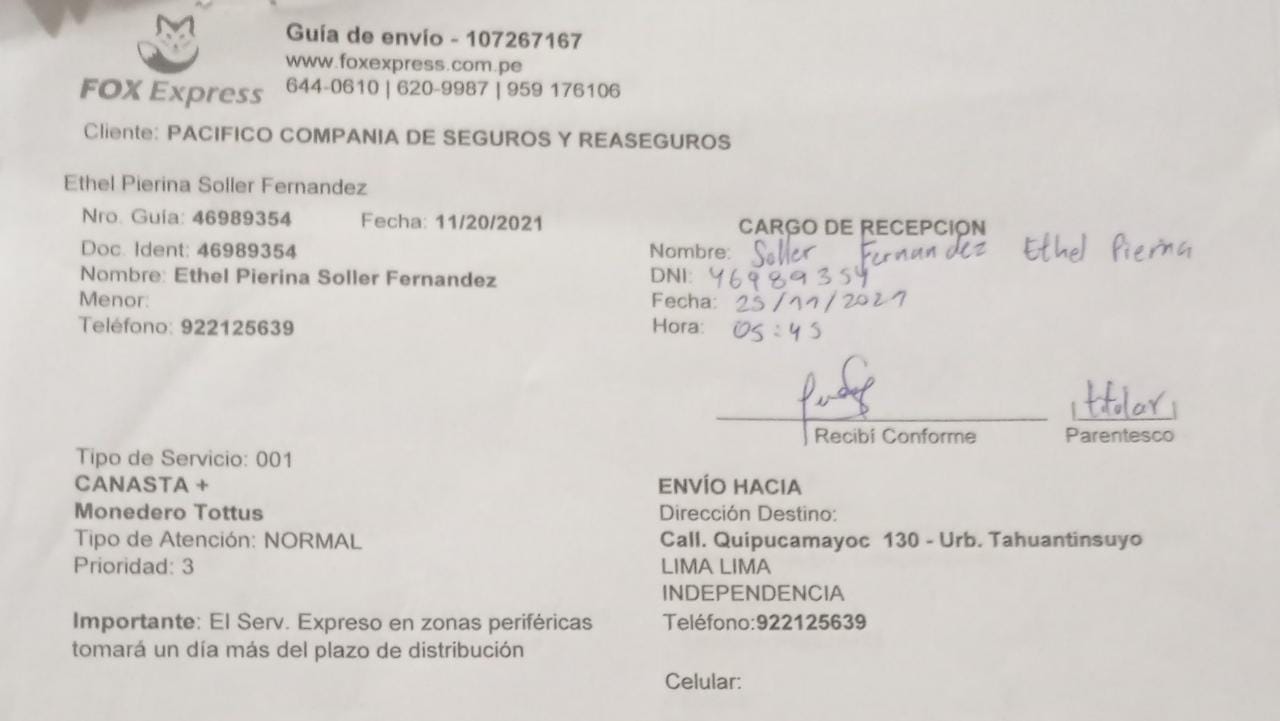 FOX Express
Guía de envío - 107267167
www.foxexpress.com.pe
644-0610 | 620-9987 | 959 176106
Cliente: PACIFICO COMPANIA DE SEGUROS Y REASEGUROS
Ethel Pierina Soller Fernandez
Nro. Guía: 46989354 Fecha: 11/20/2021
Doc. Ident: 46989354
Nombre: Ethel Pierina Soller Fernandez
Menor:
Teléfono: 922125639
CARGO DE RECEPCION
Nombre: Soller Fernandez Ethel Pierina
DNI: 46989354
Fecha: 25/11/2021
Hora: 05:45
titular
Recibí Conforme Parentesco
Tipo de Servicio: 001
CANASTA +
Monedero Tottus
Tipo de Atención: NORMAL
Prioridad: 3
Importante: El Serv. Expreso en zonas periféricas
tomará un día más del plazo de distribución
ENVÍO HACIA
Dirección Destino:
Call. Quipucamayoc 130 - Urb. Tahuantinsuyo
LIMA LIMA
INDEPENDENCIA
Teléfono:922125639
Celular: